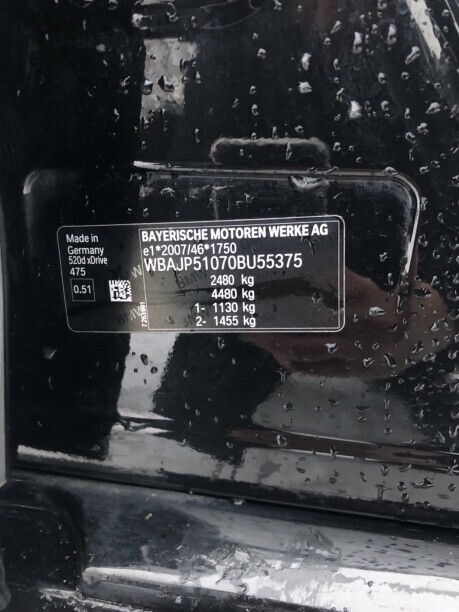 Made in
Germany
520d xDrive
475
0.51
BAYERISCHE MOTOREN WERKE AG
e1*2007/46*1750
WBAJP51070BU55375
2480 kg
4480 kg
1- 1130 kg
2- 1455 kg